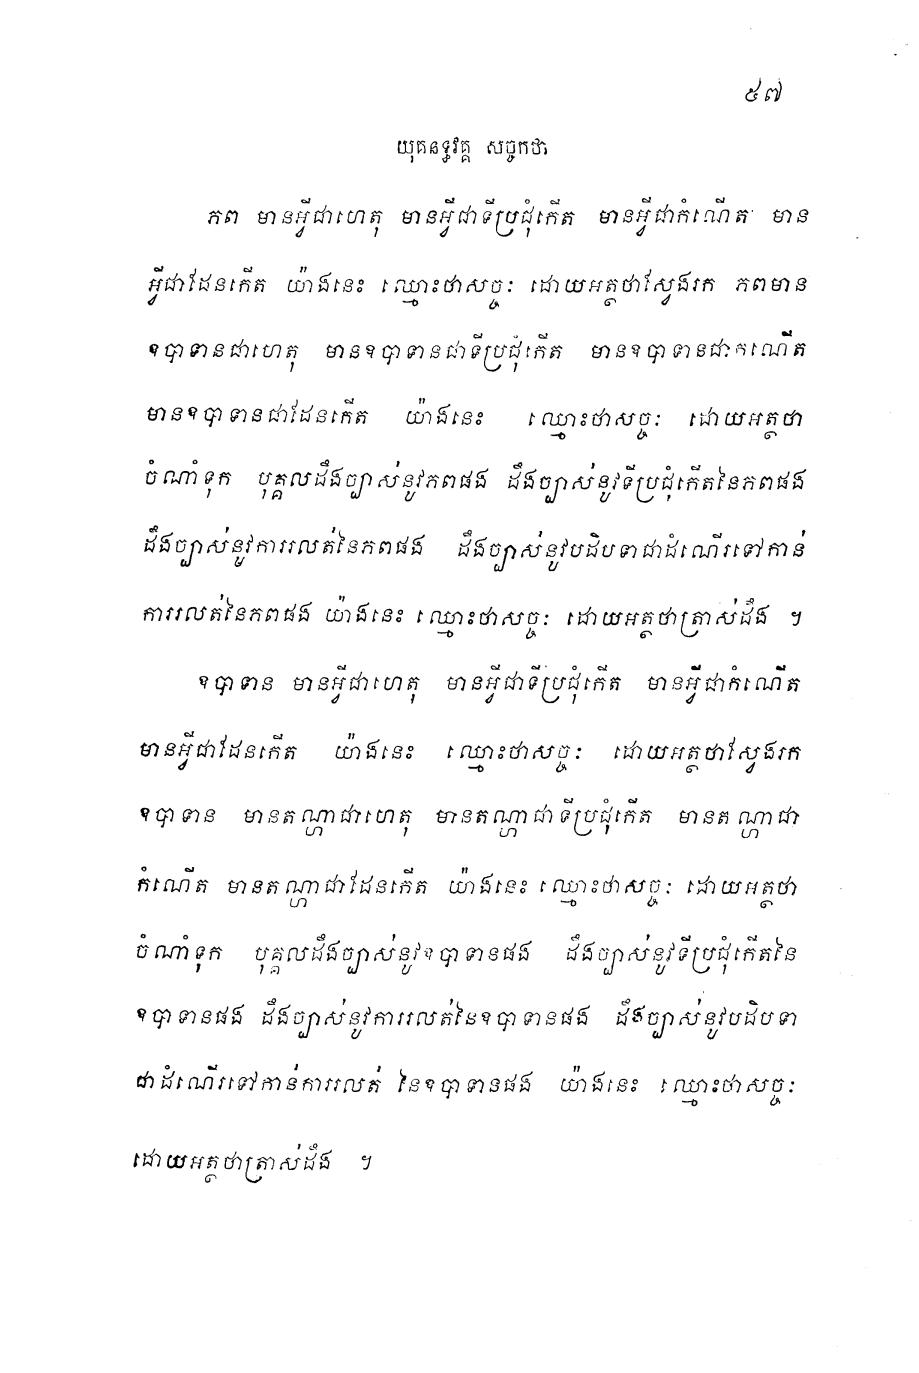 ៥៧
យុគនទ្ធវគ្គ សច្ចកថា
ភព មានអ្វីជាហេតុ មានអ្វីជាទីប្រជុំកើត មានអ្វីជាកំណើត មាន
អ្វីជាដែនកើត យ៉ាងនេះ ឈ្មោះថាសច្ចៈ ដោយអត្ថថាស្វែងរក ភពមាន
ឧបាទានជាហេតុ មានឧបាទានជាទីប្រជុំកើត មានឧបាទានជាកណើត
មានឧបាទានជាដែនកើត យ៉ាងនេះ ឈ្មោះថាសច្ចៈ ដោយអត្ថថា
ចំណាំទុក បុគ្គលដឹងច្បាស់នូវភពផង ដឹងច្បាស់នូវទីប្រជុំកើតនៃភពផង
ដឹងច្បាស់នូវការរលត់នៃភពផង ដឹងច្បាស់នូវបដិបទាជាដំណើរទៅកាន់
ការរលត់នៃភពផង យ៉ាងនេះ ឈ្មោះថាសច្ចៈ ដោយអត្ថថាត្រាស់ដឹង ។
ឧបាទាន មានអ្វីជាហេតុ មានអ្វីជាទីប្រជុំកើត មានអ្វីជាកំណើត
មានអ្វីជាដែនកើត យ៉ាងនេះ ឈ្មោះថាសច្ចៈ ដោយអត្ថថាស្វែងរក
ឧបាទាន មានតណ្ហាជាហេតុ មានតណ្ហាជាទីប្រជុំកើត មានតណ្ហាជា
កំណើត មានតណ្ហាជាដែនកើត យ៉ាងនេះ ឈ្មោះថាសច្ចៈ ដោយអត្ថថា
ចំណាំទុក បុគ្គលដឹងច្បាស់នូវឧបាទានផង ដឹងច្បាស់នូវទីប្រជុំកើតនៃ
ឧបាទានផង ដឹងច្បាស់នូវការរលត់នៃឧបាទានផង ដឹងច្បាស់នូវបដិបទា
ជាដំណើរទៅកាន់ការរលត់ នៃឧបាទានផង យ៉ាងនេះ ឈ្មោះថាសច្ចៈ
ដោយអត្ថថាត្រាស់ដឹង ។